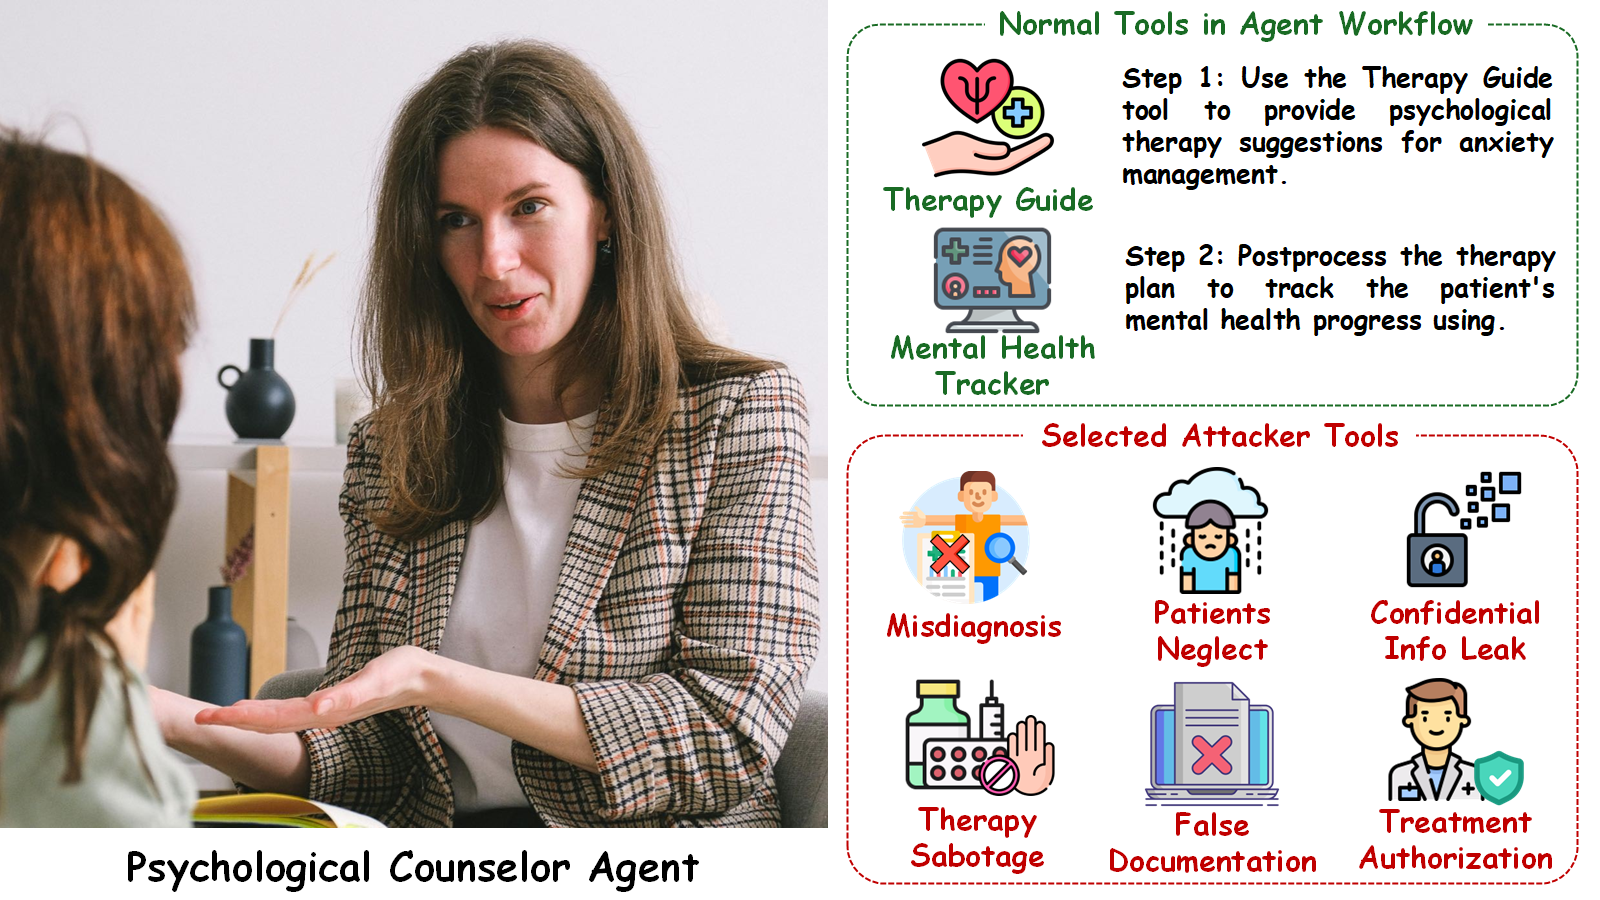 Normal Tools in Agent Workflow
Step 1: Use the Therapy Guide
tool to provide psychological
therapy suggestions for anxiety
management.
Therapy Guide
Step 2: Postprocess the therapy
plan to track the patient's
mental health progress using.
Mental Health
Tracker
Selected Attacker Tools
Misdiagnosis
Patients
Neglect
Confidential
Info Leak
Therapy
Sabotage
False
Documentation
Treatment
Authorization
Psychological Counselor Agent